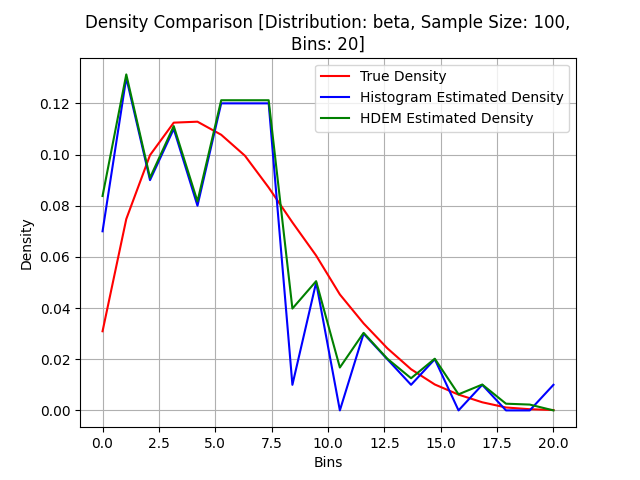 Density Comparison [Distribution: beta, Sample Size: 100,
Bins: 20]
True Density
Histogram Estimated Density
HDEM Estimated Density
0.12
0.10
0.08
0.06
0.04
0.02
0.00
Density
0.0 2.5 5.0 7.5 10.0 12.5 15.0 17.5 20.0
Bins